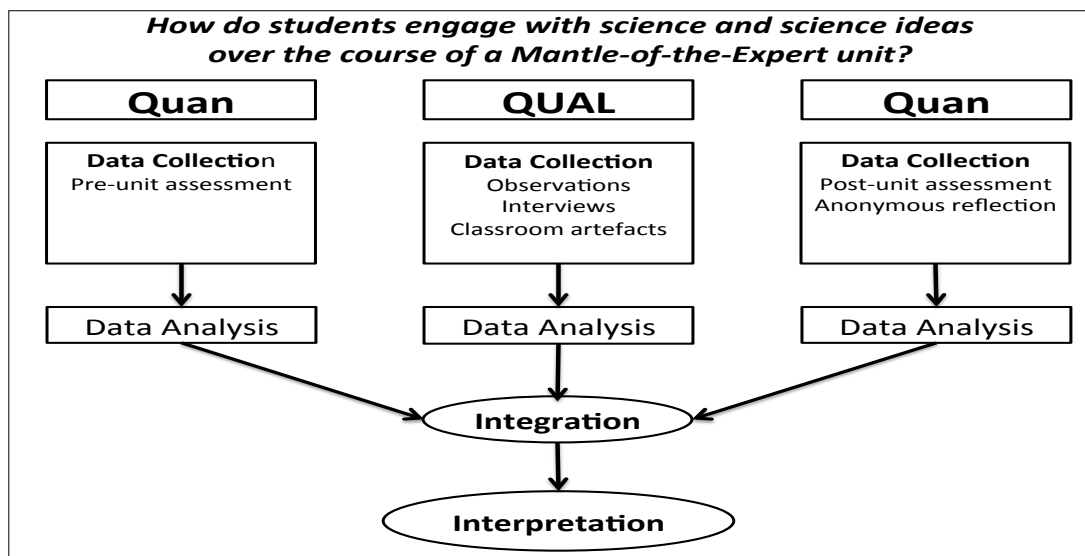 How do students engage with science and science ideas
over the course of a Mantle-of-the-Expert unit?
Quan
QUAL
Quan
Data Collection
Pre-unit assessment
Data Collection
Observations
Interviews
Classroom artefacts
Data Collection
Post-unit assessment
Anonymous reflection
Data Analysis
Data Analysis
Data Analysis
Integration
Interpretation